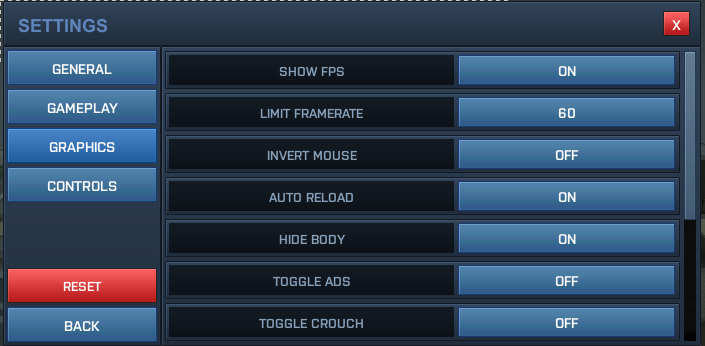 SETTINGS
X
GENERAL
GAMEPLAY
GRAPHICS
CONTROLS
RESET
BACK
SHOW FPS ON
LIMIT FRAMERATE 60
INVERT MOUSE OFF
AUTO RELOAD ON
HIDE BODY ON
TOGGLE ADS OFF
TOGGLE CROUCH OFF